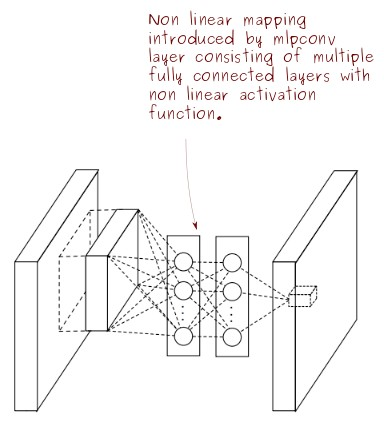 Non linear mapping
introduced by mlpconv
layer consisting of multiple
fully connected layers with
non linear activation
function.